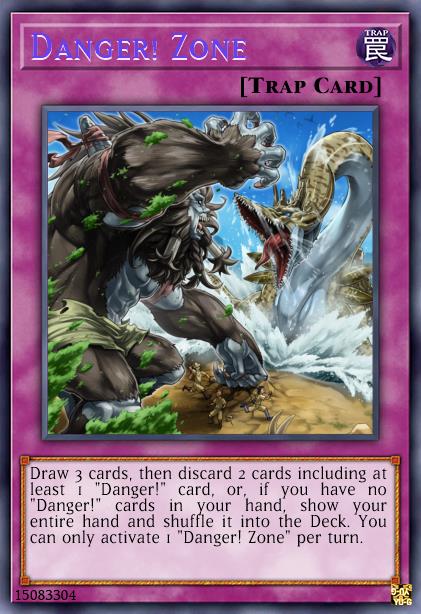 Danger! Zone
TRAP
罠
[Trap Card]
Draw 3 cards, then discard 2 cards including at
least 1 "Danger!" card, or, if you have no
"Danger!" cards in your hand, show your
entire hand and shuffle it into the Deck. You
can only activate 1 "Danger! Zone" per turn.
15083304